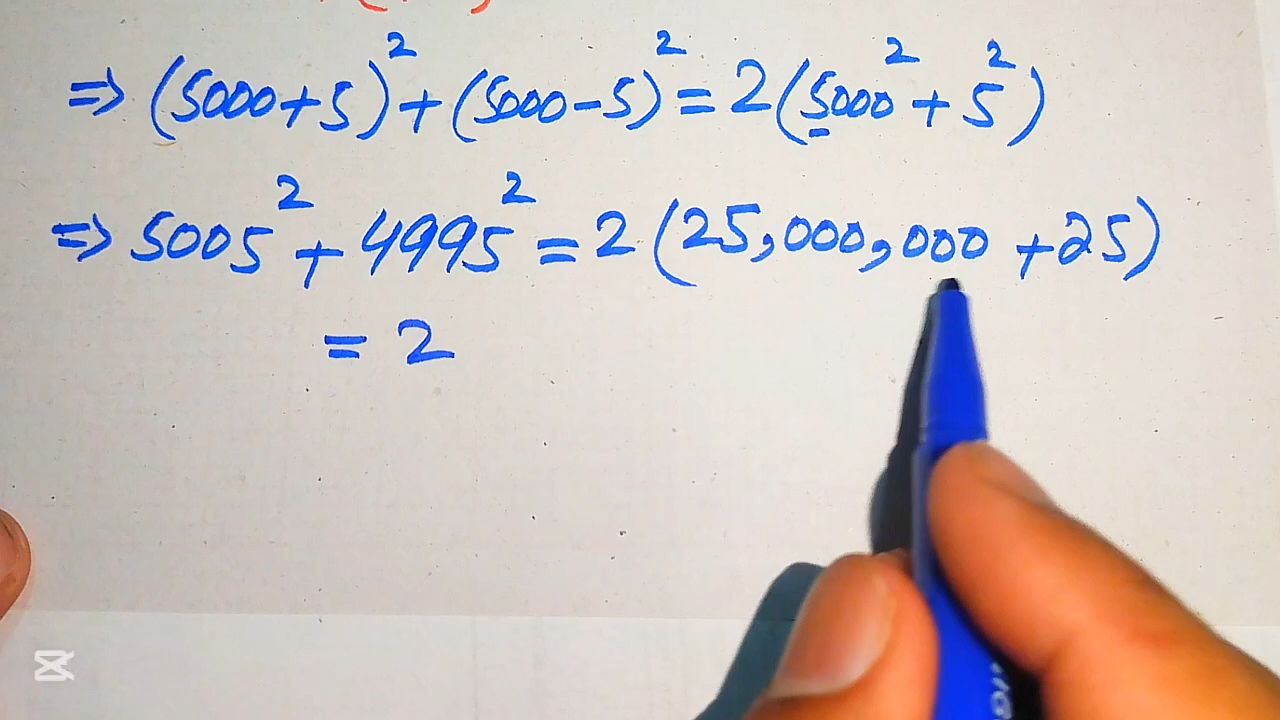 ⇒ (5000+5)² + (5000-5)² = 2(5000² + 5²)
⇒ 5005² + 4995² = 2(25,000,000 + 25)
= 2